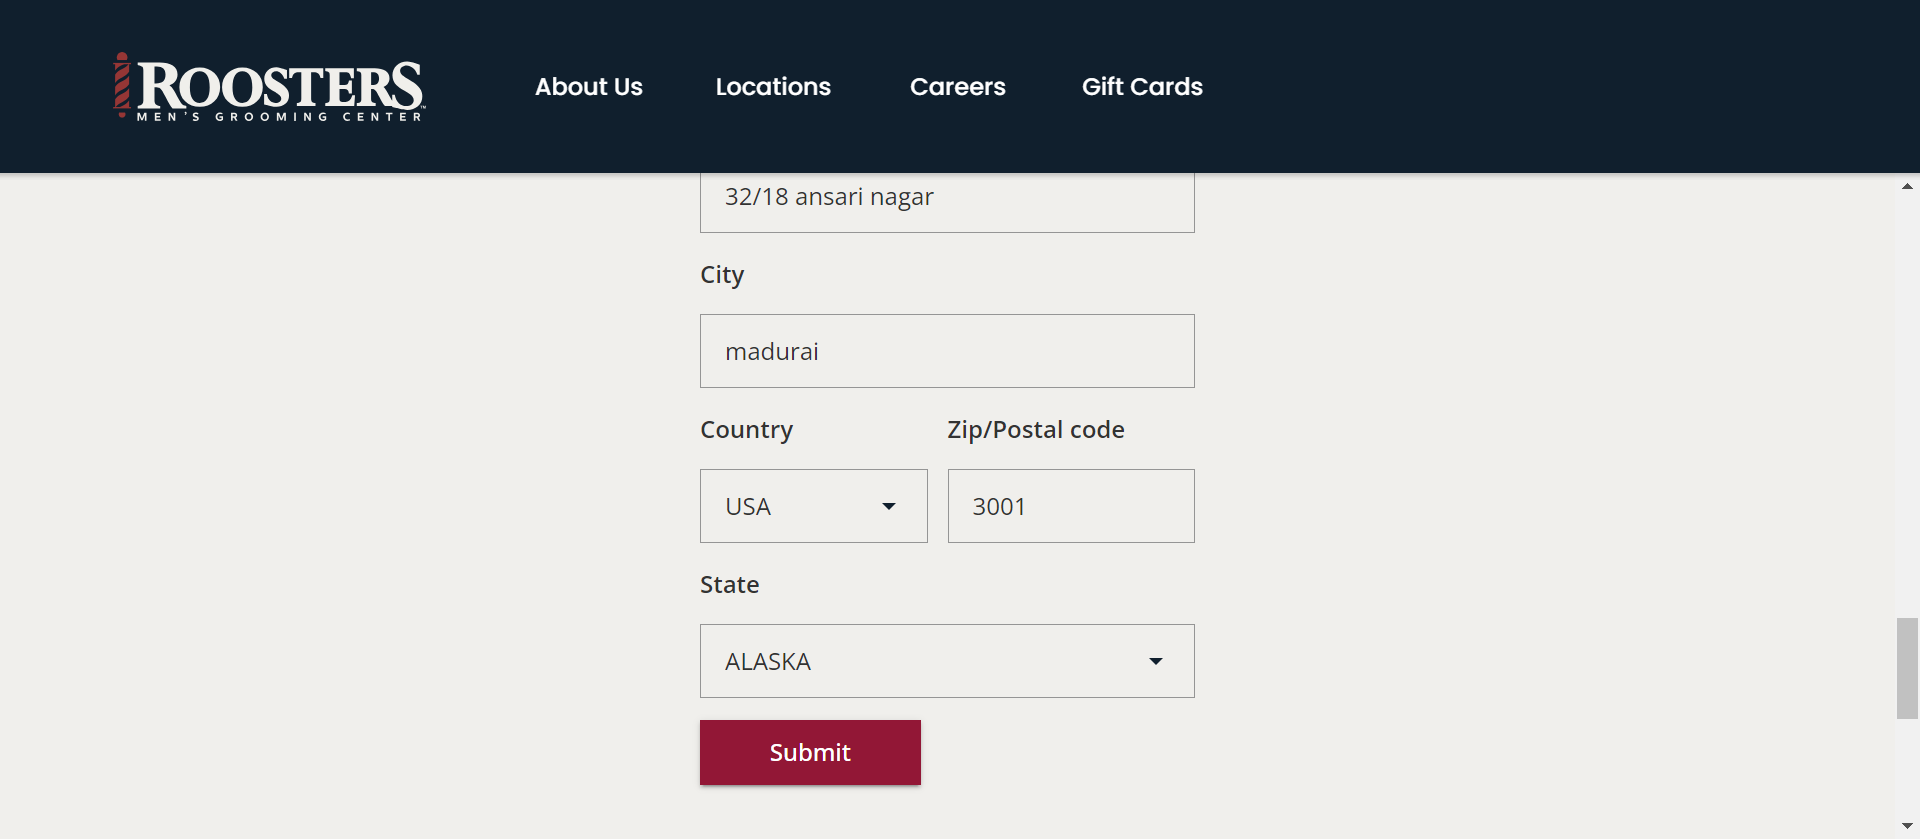 ROOSTERS™
MEN'S GROOMING CENTER
About Us
Locations
Careers
Gift Cards
32/18 ansari nagar
City
madurai
Country
Zip/Postal code
USA
3001
State
ALASKA
Submit